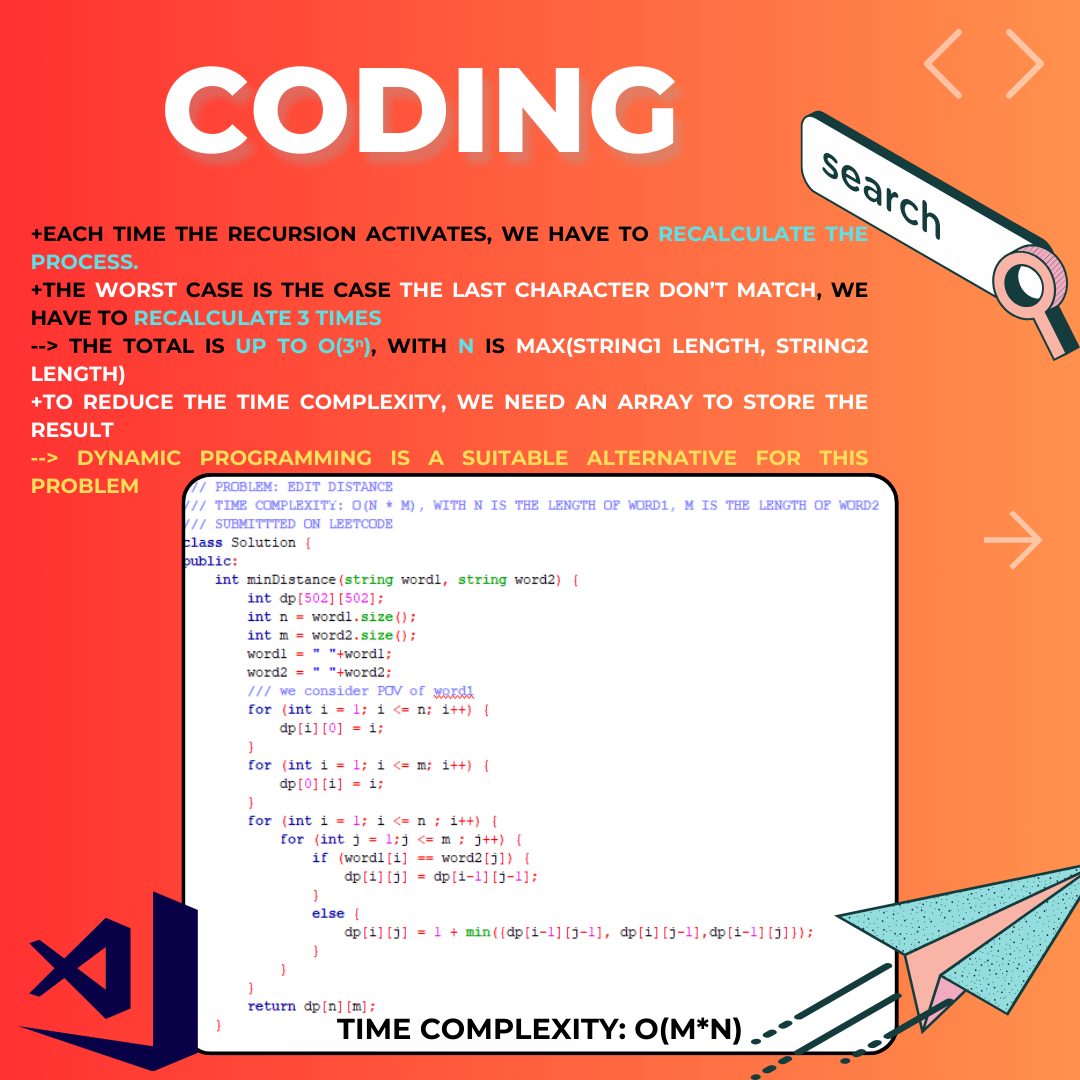 CODING
search
+EACH TIME THE RECURSION ACTIVATES, WE HAVE TO RECALCULATE THE
PROCESS.
+THE WORST CASE IS THE CASE THE LAST CHARACTER DON'T MATCH, WE
HAVE TO RECALCULATE 3 TIMES
--> THE TOTAL IS UP TO O(3ⁿ), WITH N IS MAX(STRING1 LENGTH, STRING2
LENGTH)
+TO REDUCE THE TIME COMPLEXITY, WE NEED AN ARRAY TO STORE THE
RESULT
--> DYNAMIC PROGRAMMING IS A SUITABLE ALTERNATIVE FOR THIS
PROBLEM
/// PROBLEM: EDIT DISTANCE
/// TIME COMPLEXITY: O(N * M), WITH N IS THE LENGTH OF WORD1, M IS THE LENGTH OF WORD2
/// SUBMITTTED ON LEETCODE
class Solution {
public:
    int minDistance(string word1, string word2) {
        int dp[502][502];
        int n = word1.size();
        int m = word2.size();
        word1 = " "+word1;
        word2 = " "+word2;
        /// we consider POV of word1
        for (int i = 1; i <= n; i++) {
            dp[i][0] = i;
        }
        for (int i = 1; i <= m; i++) {
            dp[0][i] = i;
        }
        for (int i = 1; i <= n ; i++) {
            for (int j = 1;j <= m ; j++) {
                if (word1[i] == word2[j]) {
                    dp[i][j] = dp[i-1][j-1];
                }
                else {
                    dp[i][j] = 1 + min({dp[i-1][j-1], dp[i][j-1],dp[i-1][j]});
                }
            }
        }
        return dp[n][m];
    }
TIME COMPLEXITY: O(M*N)